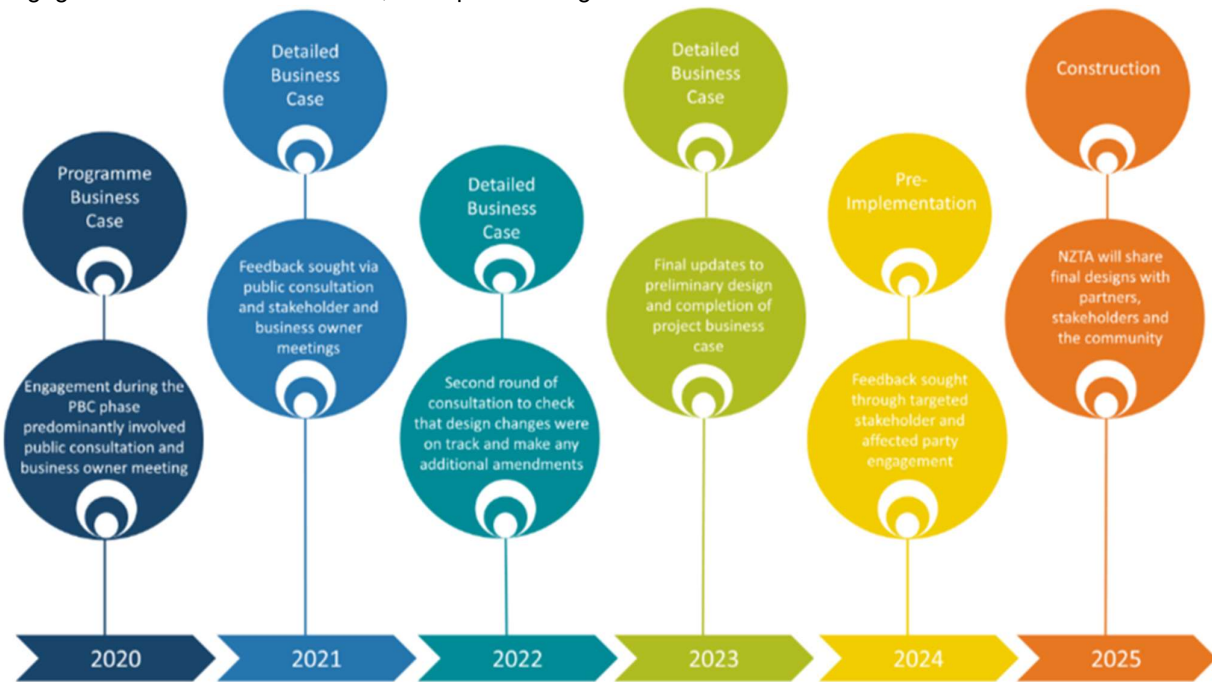 Programme
Business
Case
Engagement during the
PBC phase
predominantly involved
public consultation and
business owner meeting
2020
Detailed
Business
Case
Feedback sought via
public consultation
and stakeholder and
business owner
meetings
2021
Detailed
Business
Case
Second round of
consultation to check
that design changes were
on track and make any
additional amendments
2022
Detailed
Business
Case
Final updates to
preliminary design
and completion of
project business
case
2023
Pre-
Implementation
Feedback sought
through targeted
stakeholder and
affected party
engagement
2024
Construction
NZTA will share
final designs with
partners,
stakeholders and
the community
2025